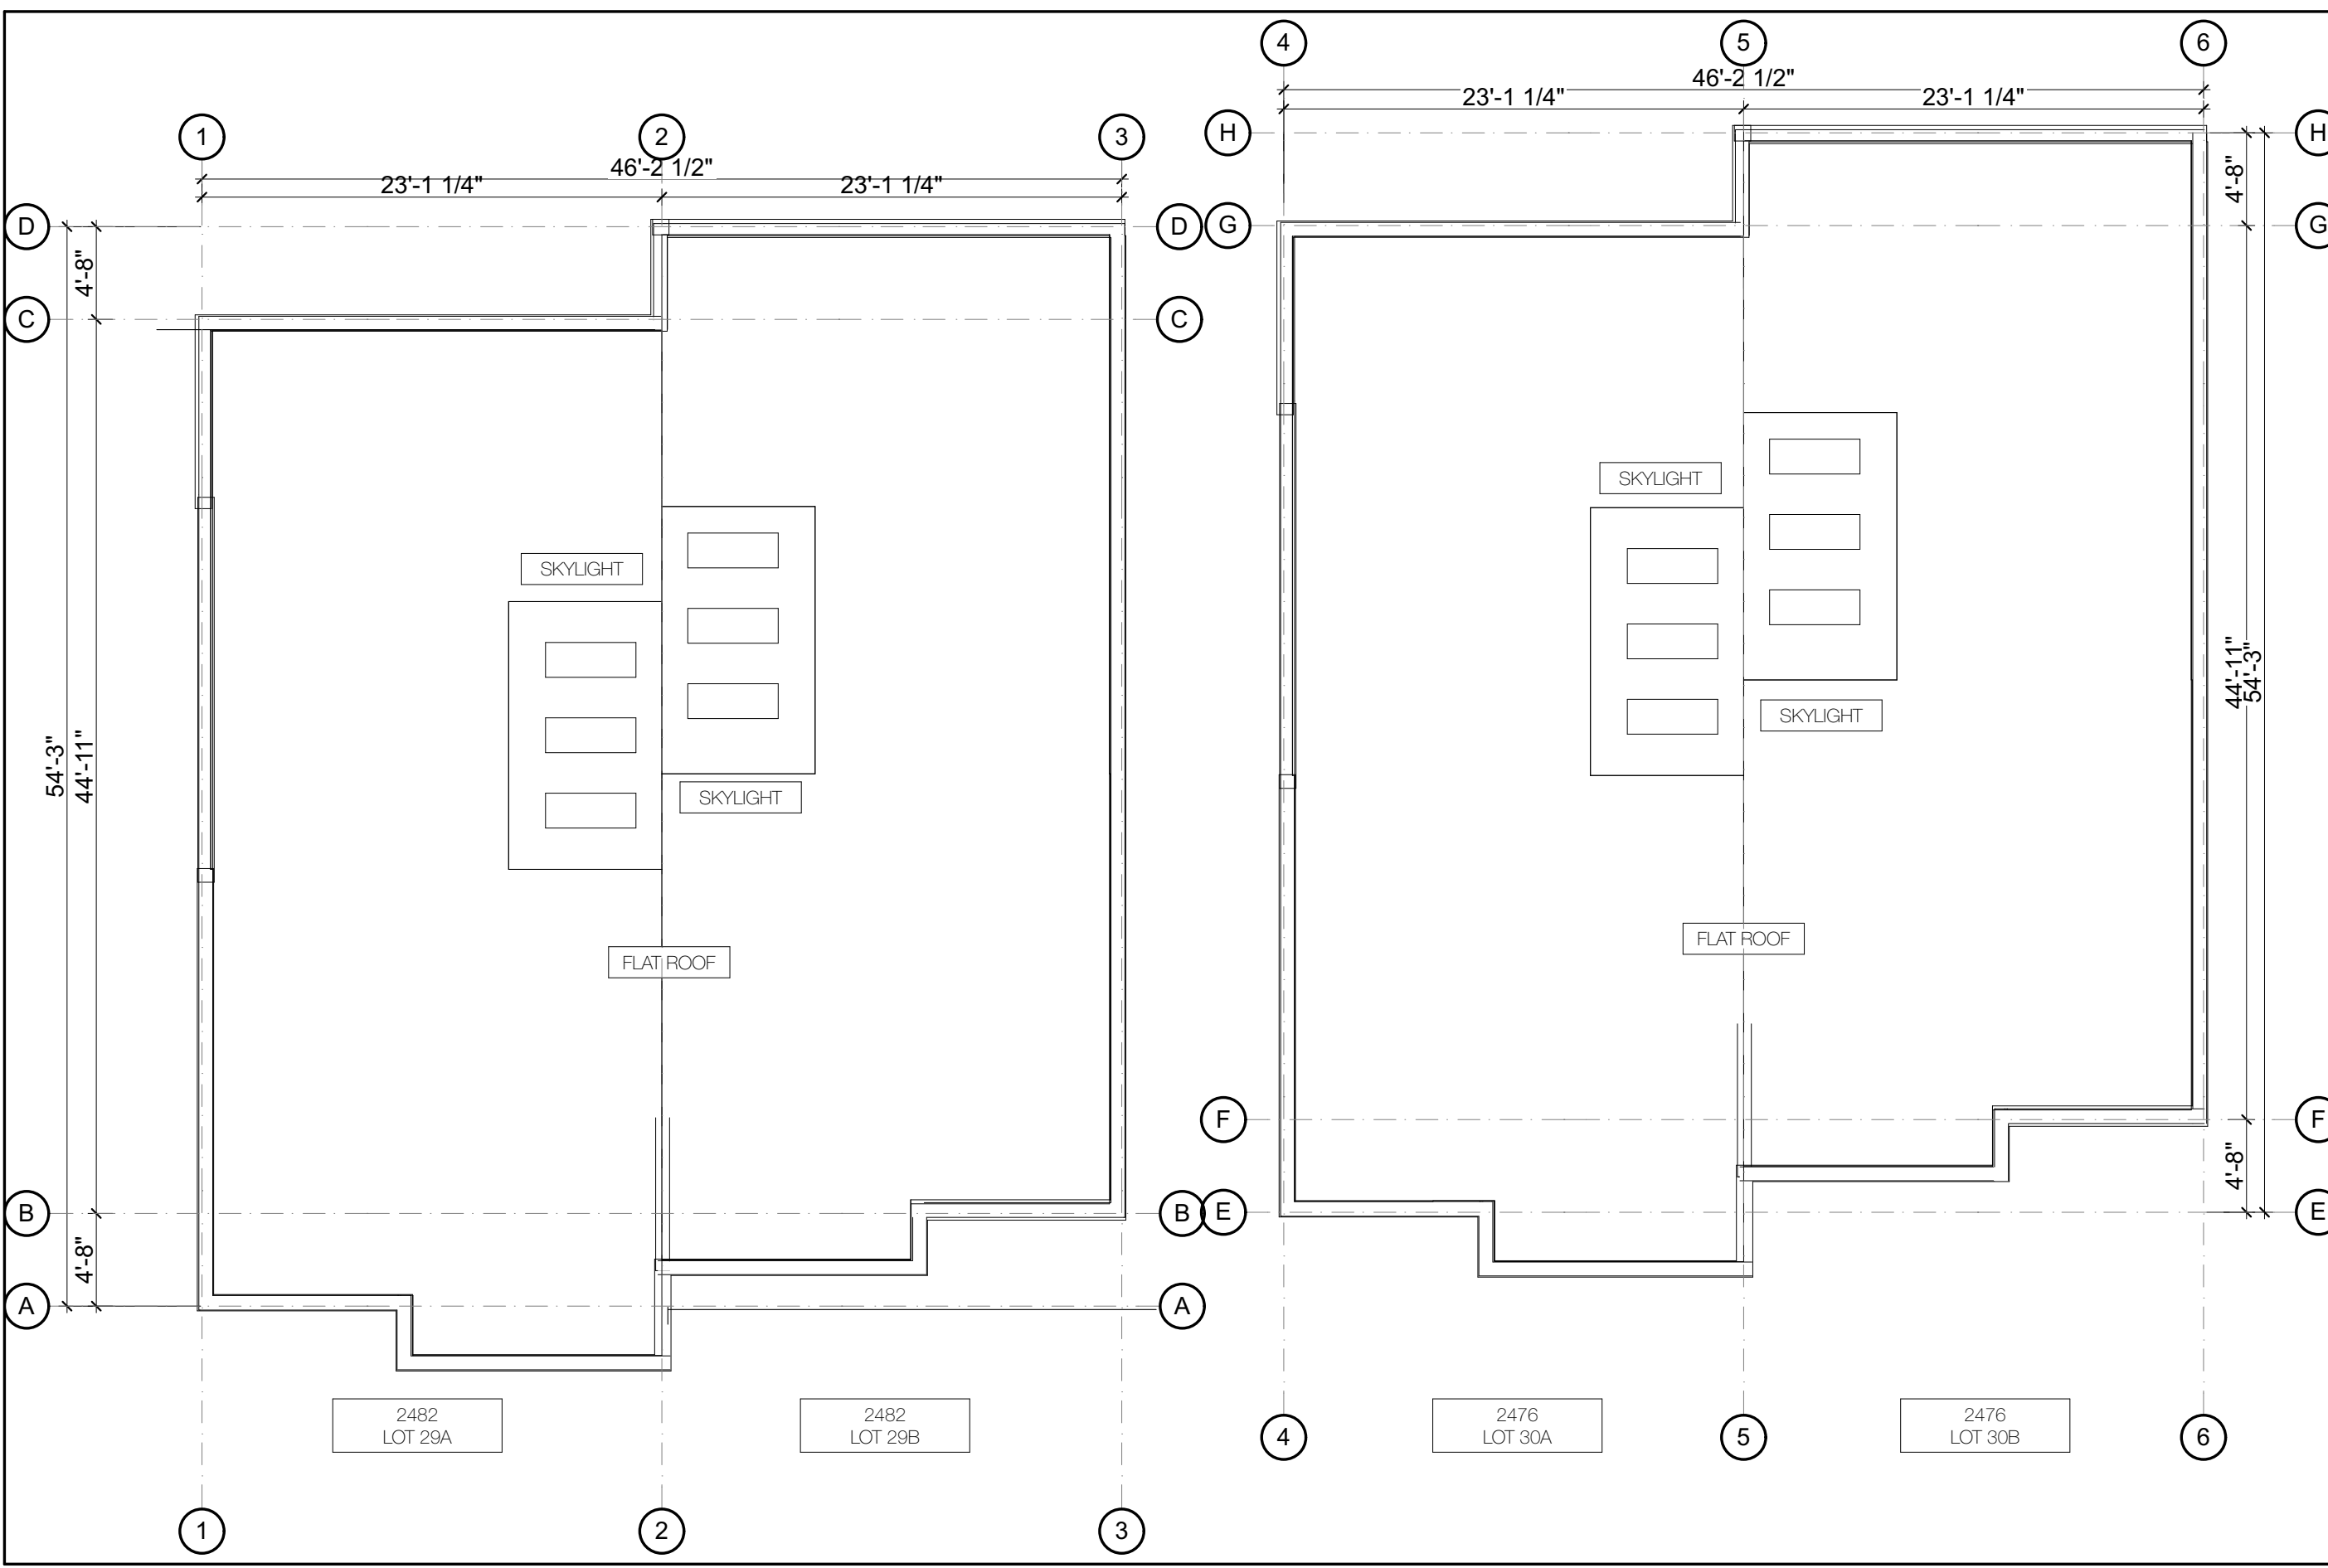 4
5
6
46'-2 1/2"
23'-1 1/4"
23'-1 1/4"
H
H
1
2
3
46'-2 1/2"
23'-1 1/4"
23'-1 1/4"
4'-8"
D
D
G
G
4'-8"
C
C
SKYLIGHT
SKYLIGHT
44'-11"
54'-3"
SKYLIGHT
54'-3"
44'-11"
SKYLIGHT
FLAT ROOF
FLAT ROOF
F
F
4'-8"
B
B
E
E
4'-8"
A
A
2482
LOT 29A
2482
LOT 29B
2476
LOT 30A
2476
LOT 30B
4
5
6
1
2
3